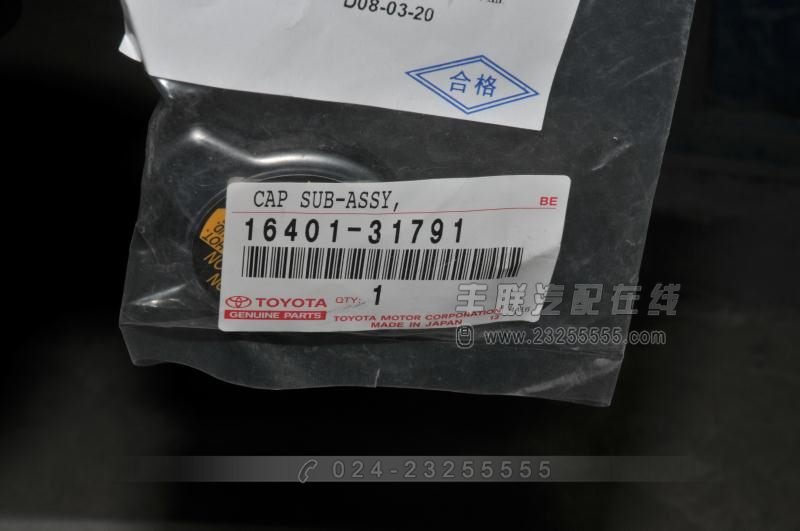 D08-03-20
合格
CAP SUB-ASSY,
BE
16401-31791
TOYOTA
GENUINE PARTS
QTY: 1
TOYOTA MOTOR CORPORATION
MADE IN JAPAN
丰联汽配在线
www.23255555.com
024-23255555